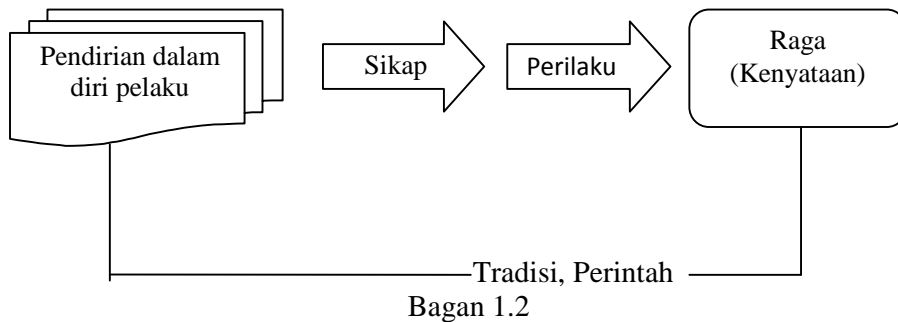 Pendirian dalam
diri pelaku
Sikap
Perilaku
Raga
(Kenyataan)
Tradisi, Perintah
Bagan 1.2